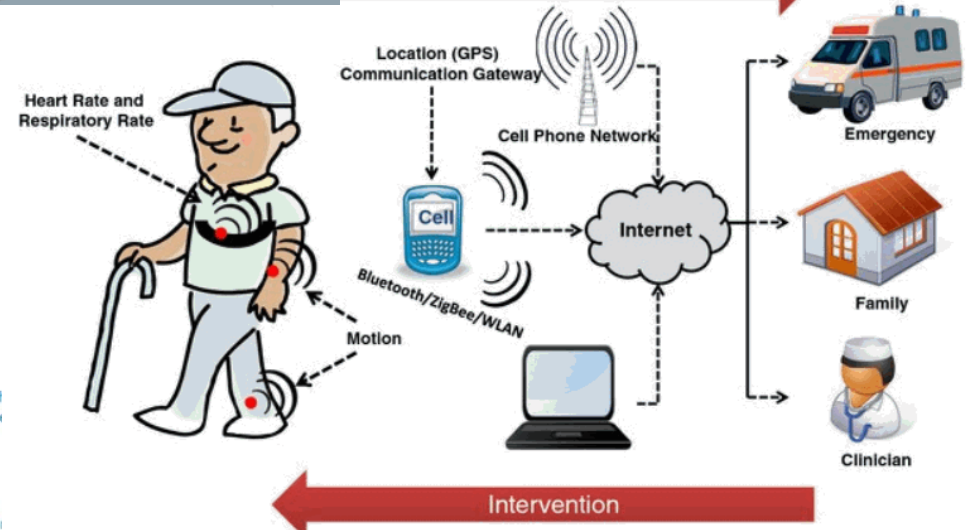 Location (GPS)
Communication Gateway
Heart Rate and
Respiratory Rate
Cell Phone Network
Emergency
Cell
Internet
Bluetooth/ZigBee/WLAN
Family
Motion
Clinician
Intervention